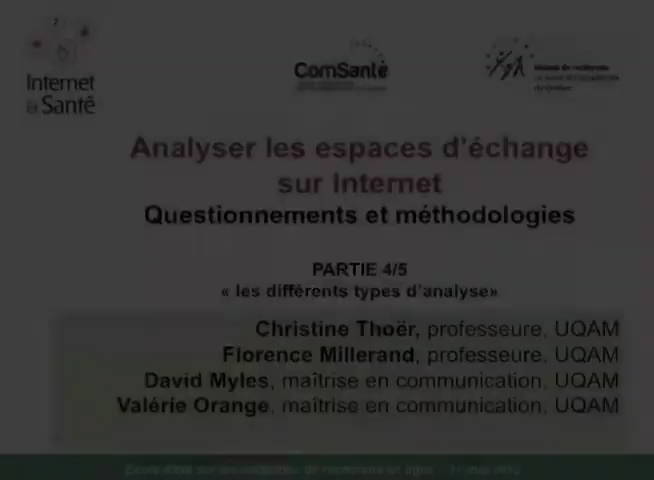 Internet
& Santé
ComSanté
Analyser les espaces d'échange
sur Internet
Questionnements et méthodologies
PARTIE 4/5
« les différents types d'analyse»
Christine Thoër, professeure, UQAM
Florence Millerand, professeure, UQAM
David Myles, maîtrise en communication, UQAM
Valérie Orange, maîtrise en communication, UQAM